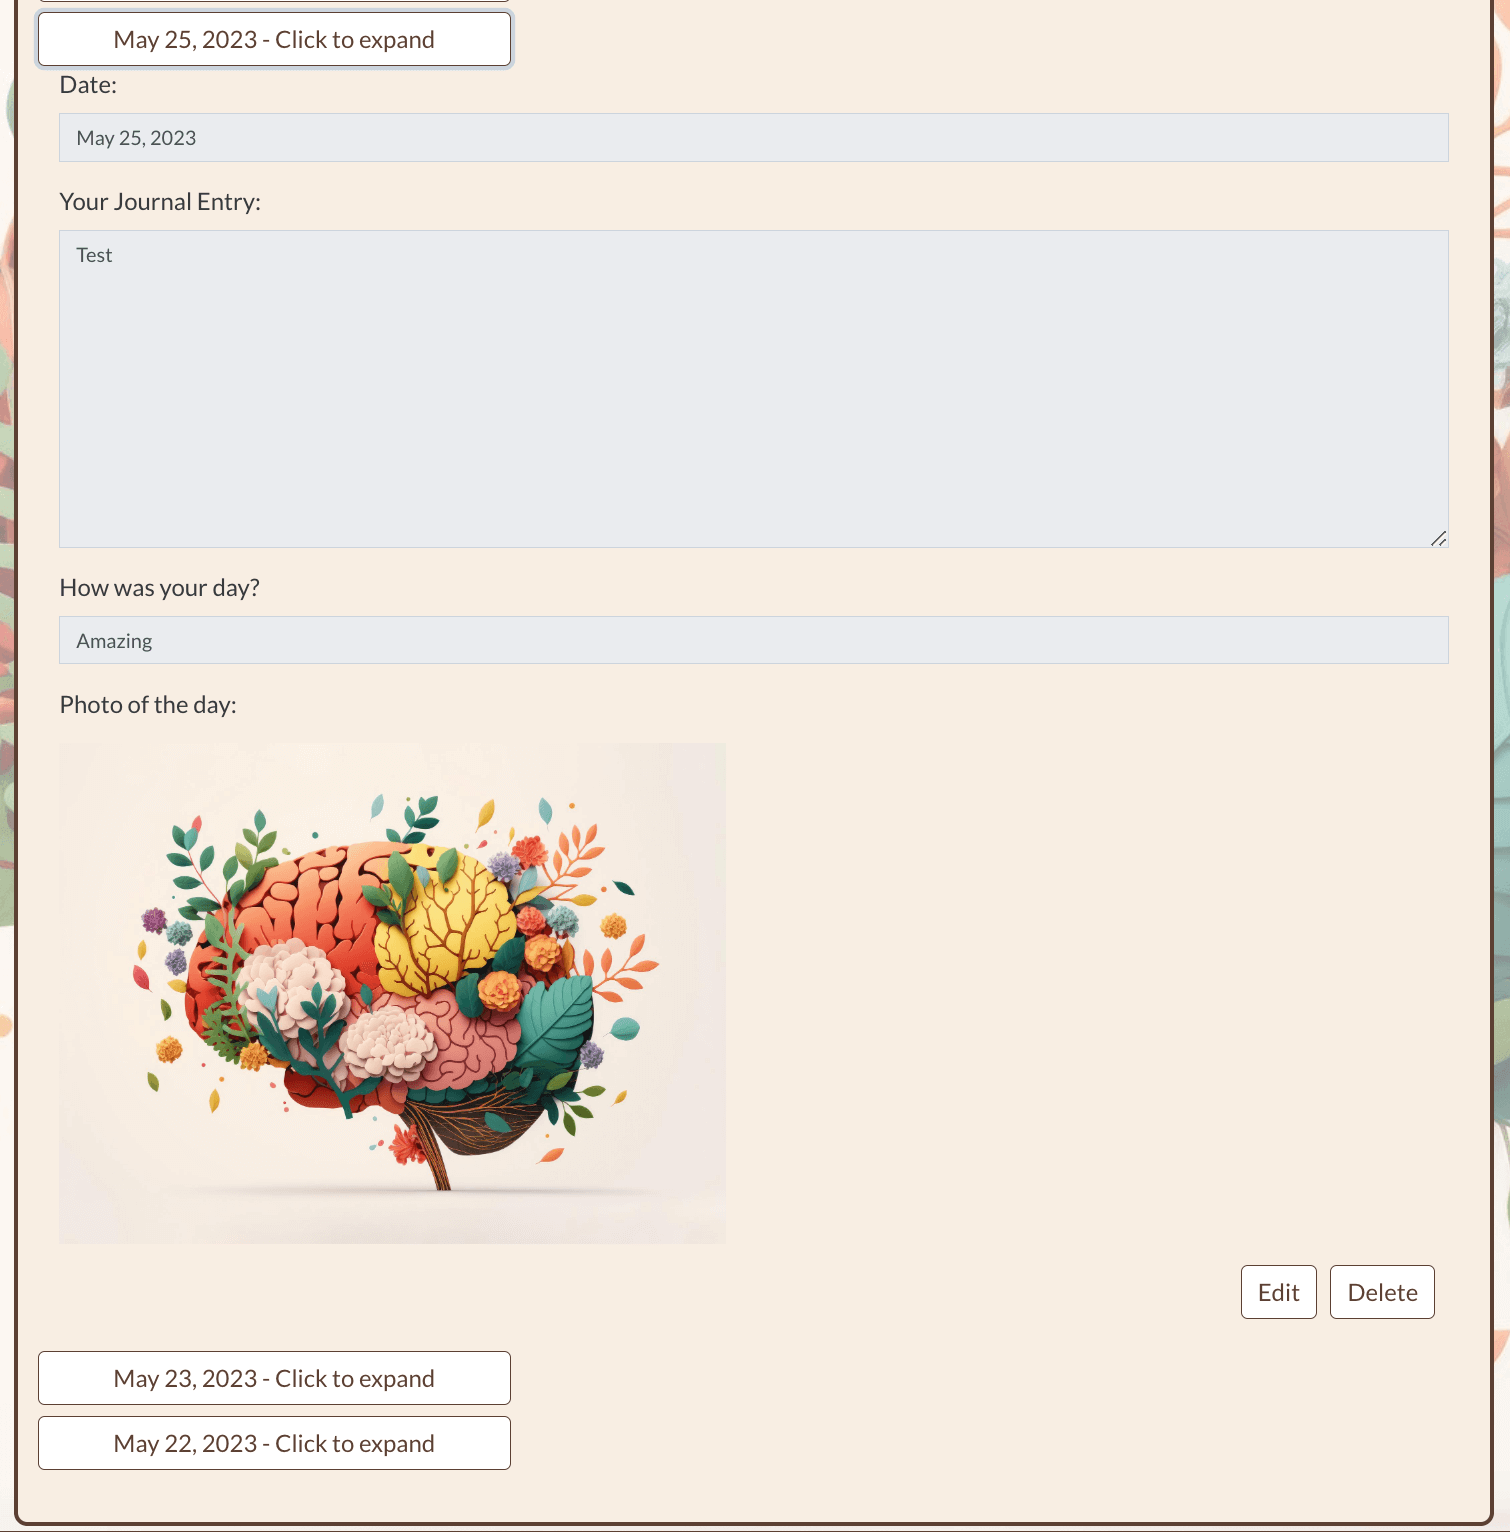 May 25, 2023 - Click to expand
Date:
May 25, 2023
Your Journal Entry:
Test
How was your day?
Amazing
Photo of the day:
Edit
Delete
May 23, 2023 - Click to expand
May 22, 2023 - Click to expand